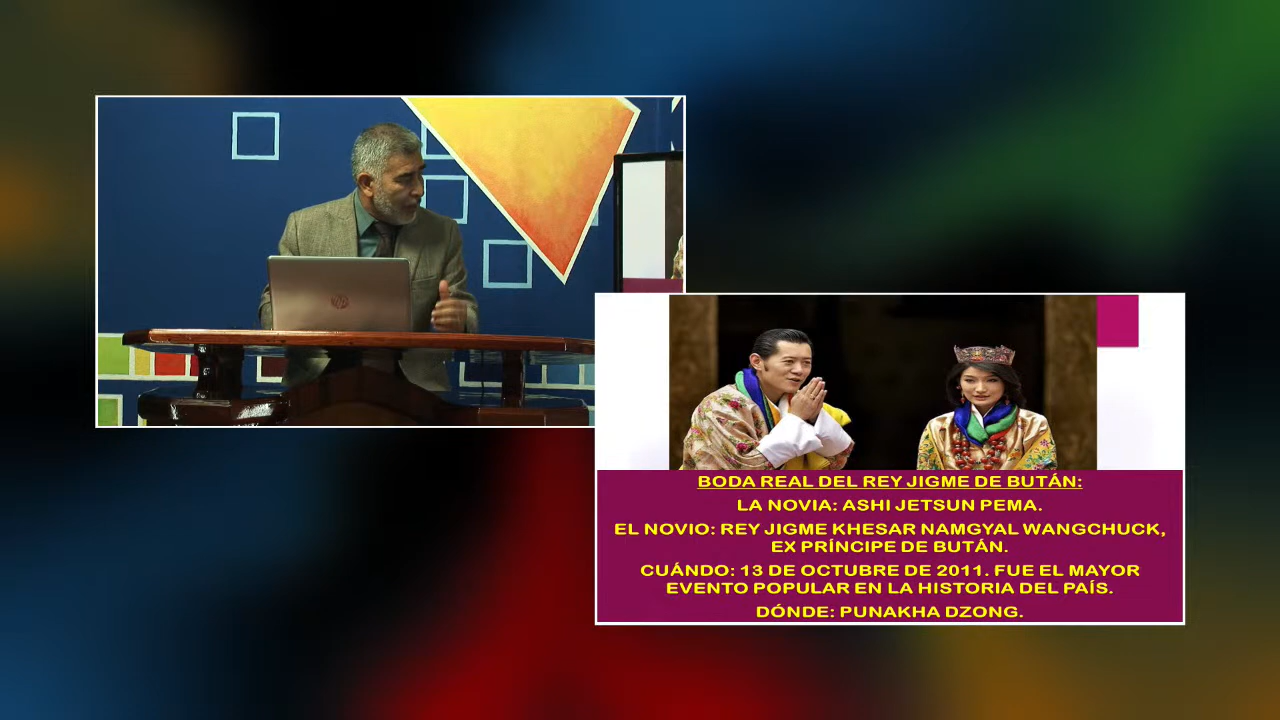 BODA REAL DEL REY JIGME DE BUTÁN:
LA NOVIA: ASHI JETSUN PEMA.
EL NOVIO: REY JIGME KHESAR NAMGYAL WANGCHUCK,
EX PRÍNCIPE DE BUTÁN.
CUÁNDO: 13 DE OCTUBRE DE 2011. FUE EL MAYOR
EVENTO POPULAR EN LA HISTORIA DEL PAÍS.
DÓNDE: PUNAKHA DZONG.